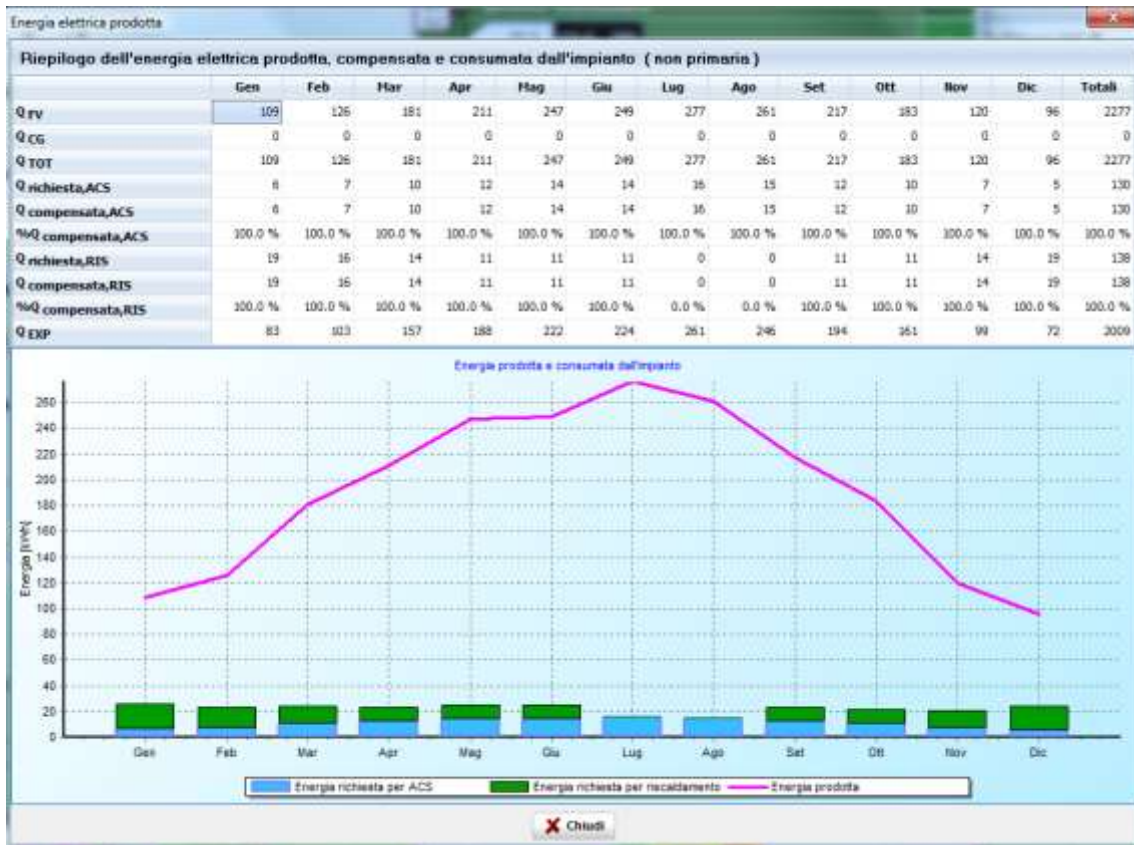 Energia elettrica prodotta
Riepilogo dell'energia elettrica prodotta, compensata e consumata dall'impianto ( non primaria )
Gen Feb Mar Apr Mag Giu Lug Ago Set Ott Nov Dic Totali
Q FV 109 126 181 211 247 249 277 261 217 183 120 96 2277
Q CG 0 0 0 0 0 0 0 0 0 0 0 0 0
Q TOT 109 126 181 211 247 249 277 261 217 183 120 96 2277
Q richiesta,ACS 6 7 10 12 14 14 16 15 12 10 7 5 130
Q compensata,ACS 6 7 10 12 14 14 16 15 12 10 7 5 130
%Q compensata,ACS 100.0 % 100.0 % 100.0 % 100.0 % 100.0 % 100.0 % 100.0 % 100.0 % 100.0 % 100.0 % 100.0 % 100.0 % 100.0 %
Q richiesta,RIS 19 16 14 11 11 11 0 0 11 11 14 19 138
Q compensata,RIS 19 16 14 11 11 11 0 0 11 11 14 19 138
%Q compensata,RIS 100.0 % 100.0 % 100.0 % 100.0 % 100.0 % 100.0 % 0.0 % 0.0 % 100.0 % 100.0 % 100.0 % 100.0 % 100.0 %
Q EXP 83 103 157 188 222 224 261 246 194 161 99 72 2009
Energia prodotta e consumata dall'impianto
Energia [kWh]
260
240
220
200
180
160
140
120
100
80
60
40
20
0
Gen Feb Mar Apr Mag Giu Lug Ago Set Ott Nov Dic
Energia richiesta per ACS Energia richiesta per riscaldamento Energia prodotta
Chiudi